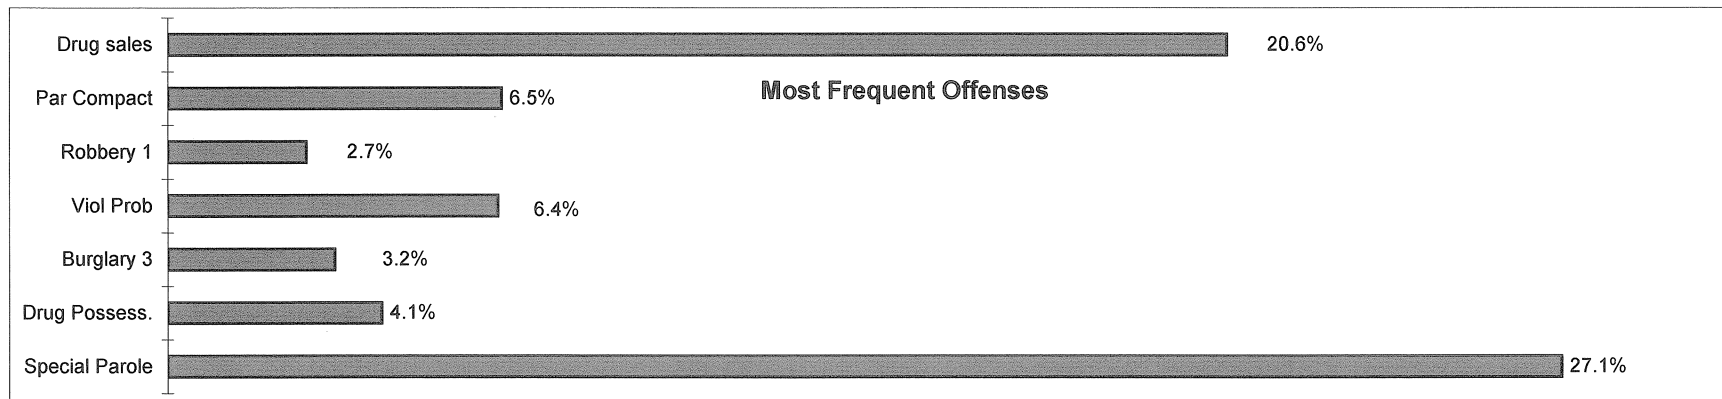 Most Frequent Offenses
Drug sales 20.6%
Par Compact 6.5%
Robbery 1 2.7%
Viol Prob 6.4%
Burglary 3 3.2%
Drug Possess. 4.1%
Special Parole 27.1%